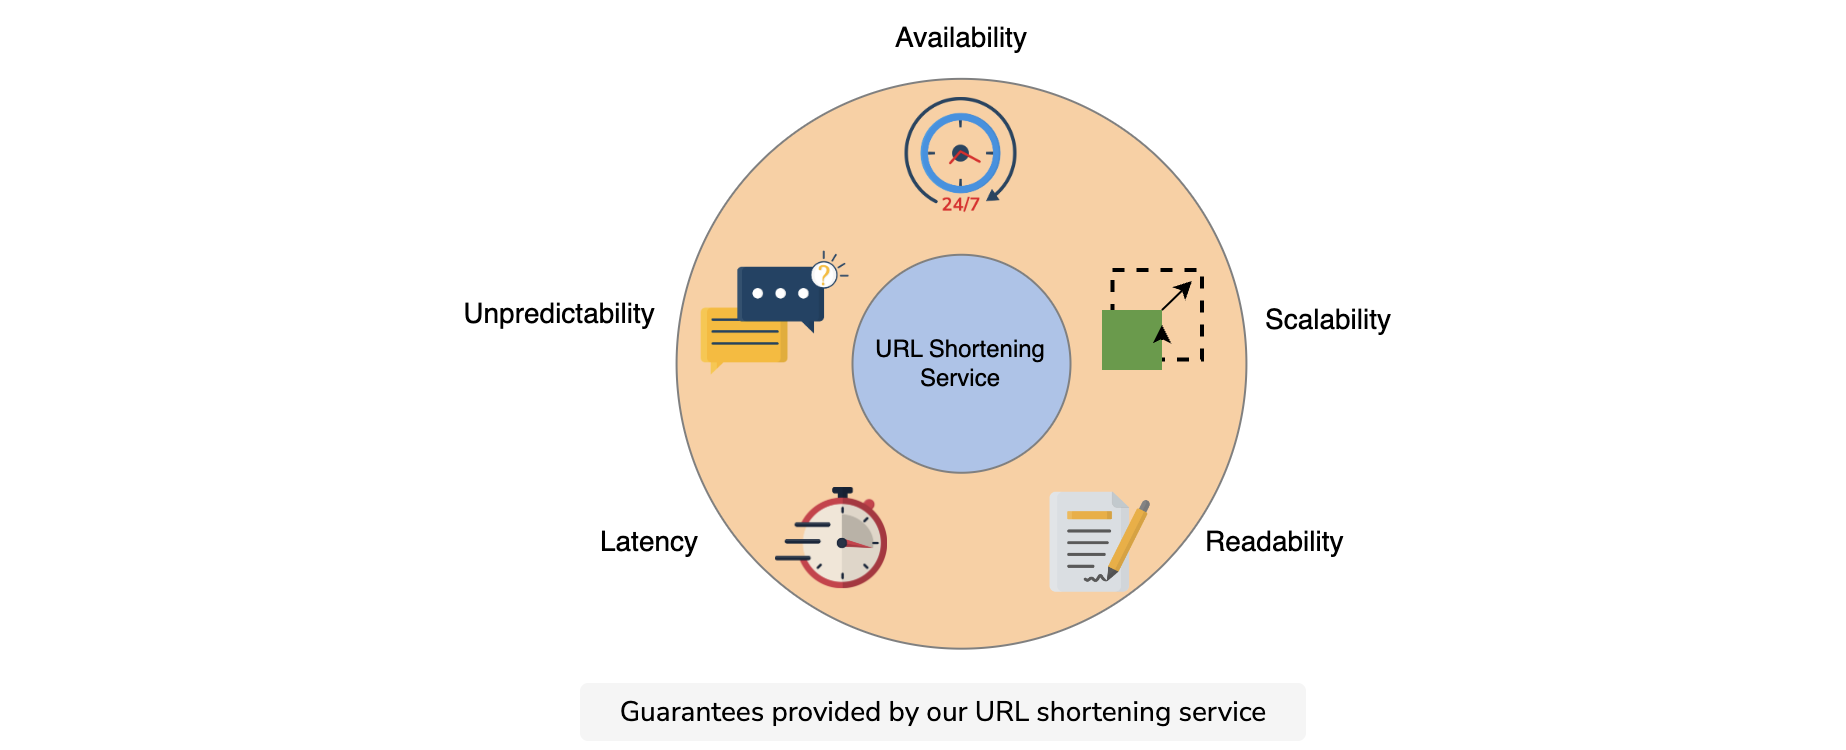 Availability
24/7
Unpredictability
?
Scalability
URL Shortening
Service
Latency
Readability
Guarantees provided by our URL shortening service